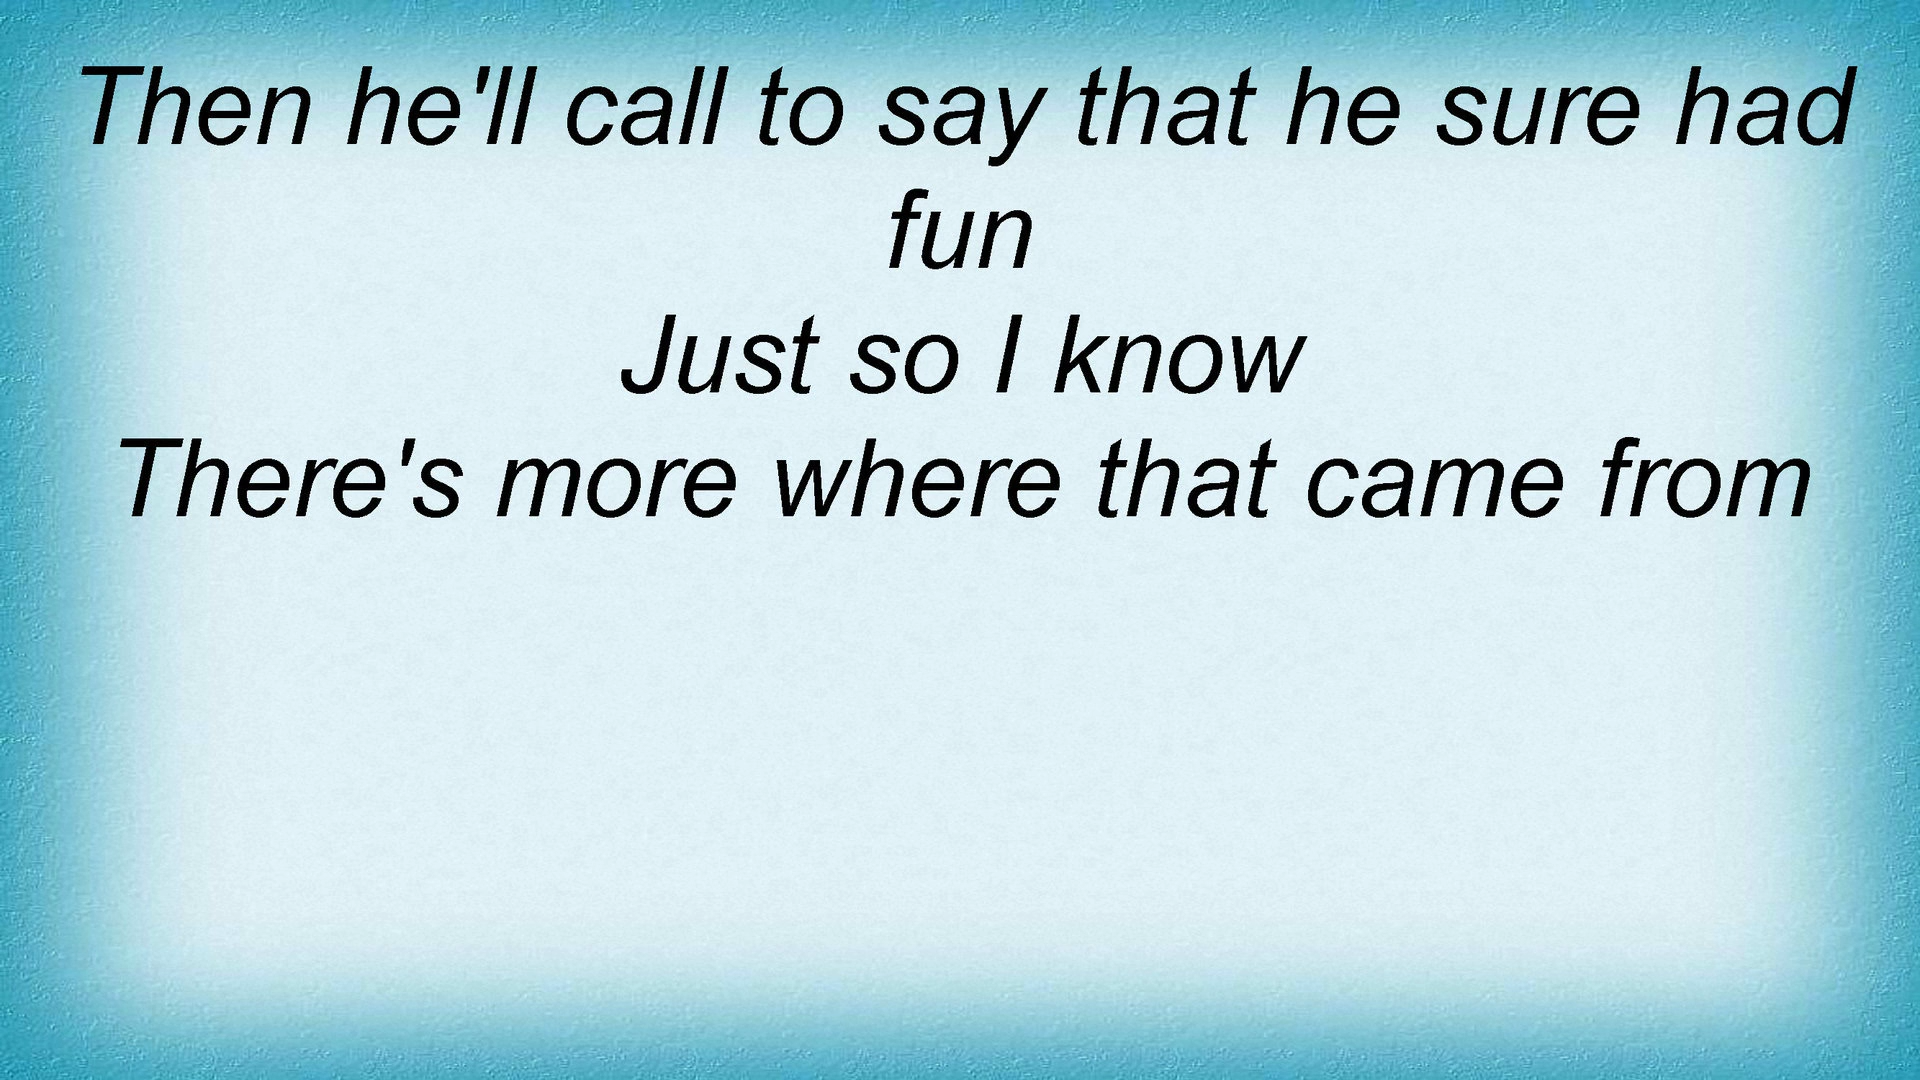 Then he'll call to say that he sure had
fun
Just so I know
There's more where that came from